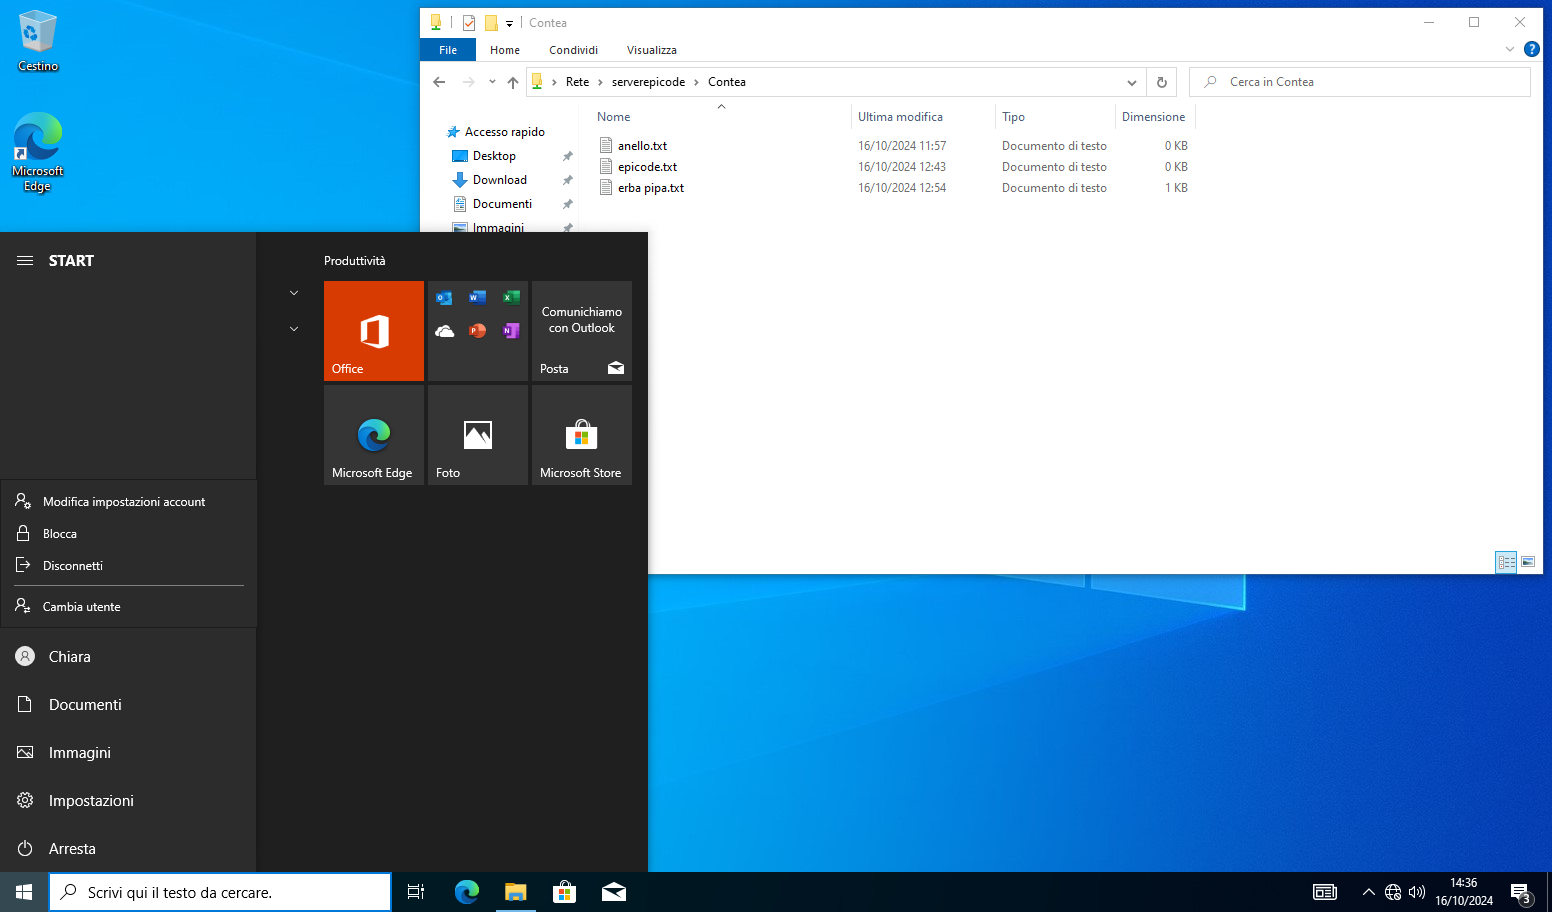 Cestino
Microsoft
Edge
Contea
File
Home
Condividi
Visualizza
Rete
serverepicode
Contea
Cerca in Contea
Accesso rapido
Desktop
Download
Documenti
Immagini
Nome
Ultima modifica
Tipo
Dimensione
anello.txt
16/10/2024 11:57
Documento di testo
0 KB
epicode.txt
16/10/2024 12:43
Documento di testo
0 KB
erba pipa.txt
16/10/2024 12:54
Documento di testo
1 KB
START
Modifica impostazioni account
Blocca
Disconnetti
Cambia utente
Chiara
Documenti
Immagini
Impostazioni
Arresta
Produttività
Office
Comunichiamo
con Outlook
Posta
Microsoft Edge
Foto
Microsoft Store
Scrivi qui il testo da cercare.
14:36
16/10/2024
3